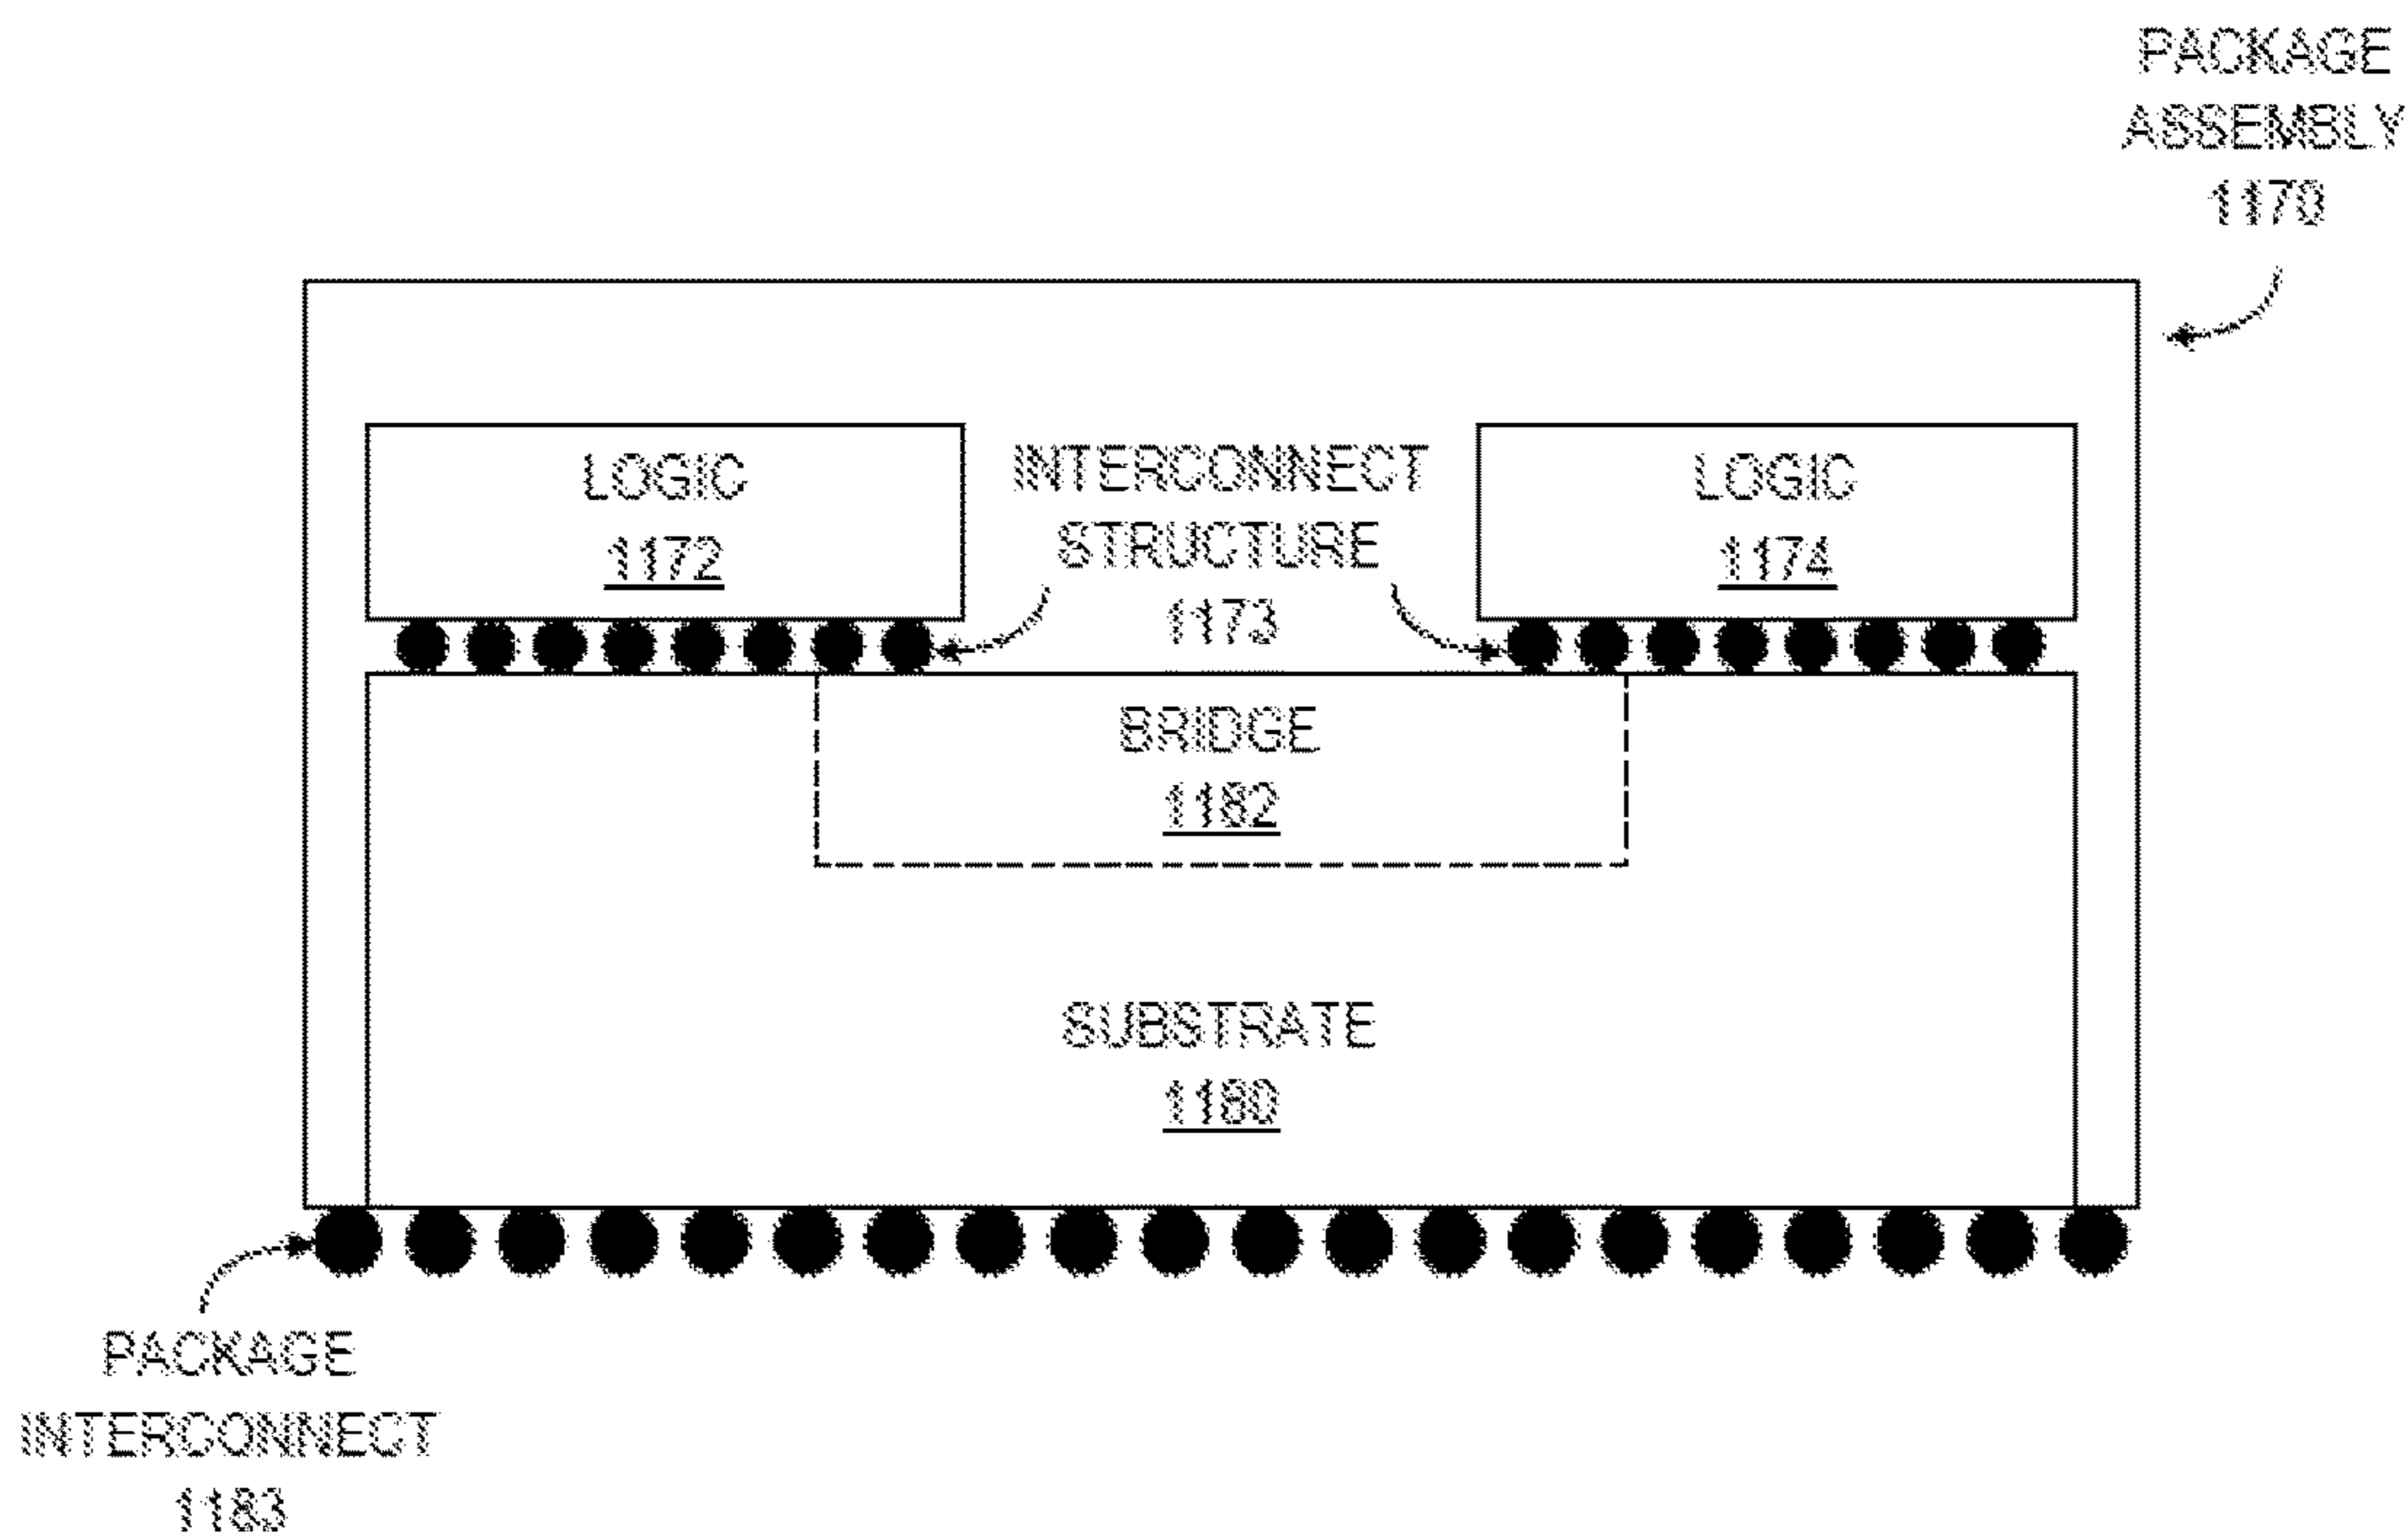 PACKAGE
ASSEMBLY
1170
LOGIC
1172
INTERCONNECT
STRUCTURE
1173
LOGIC
1174
BRIDGE
1182
SUBSTRATE
1180
PACKAGE
INTERCONNECT
1183